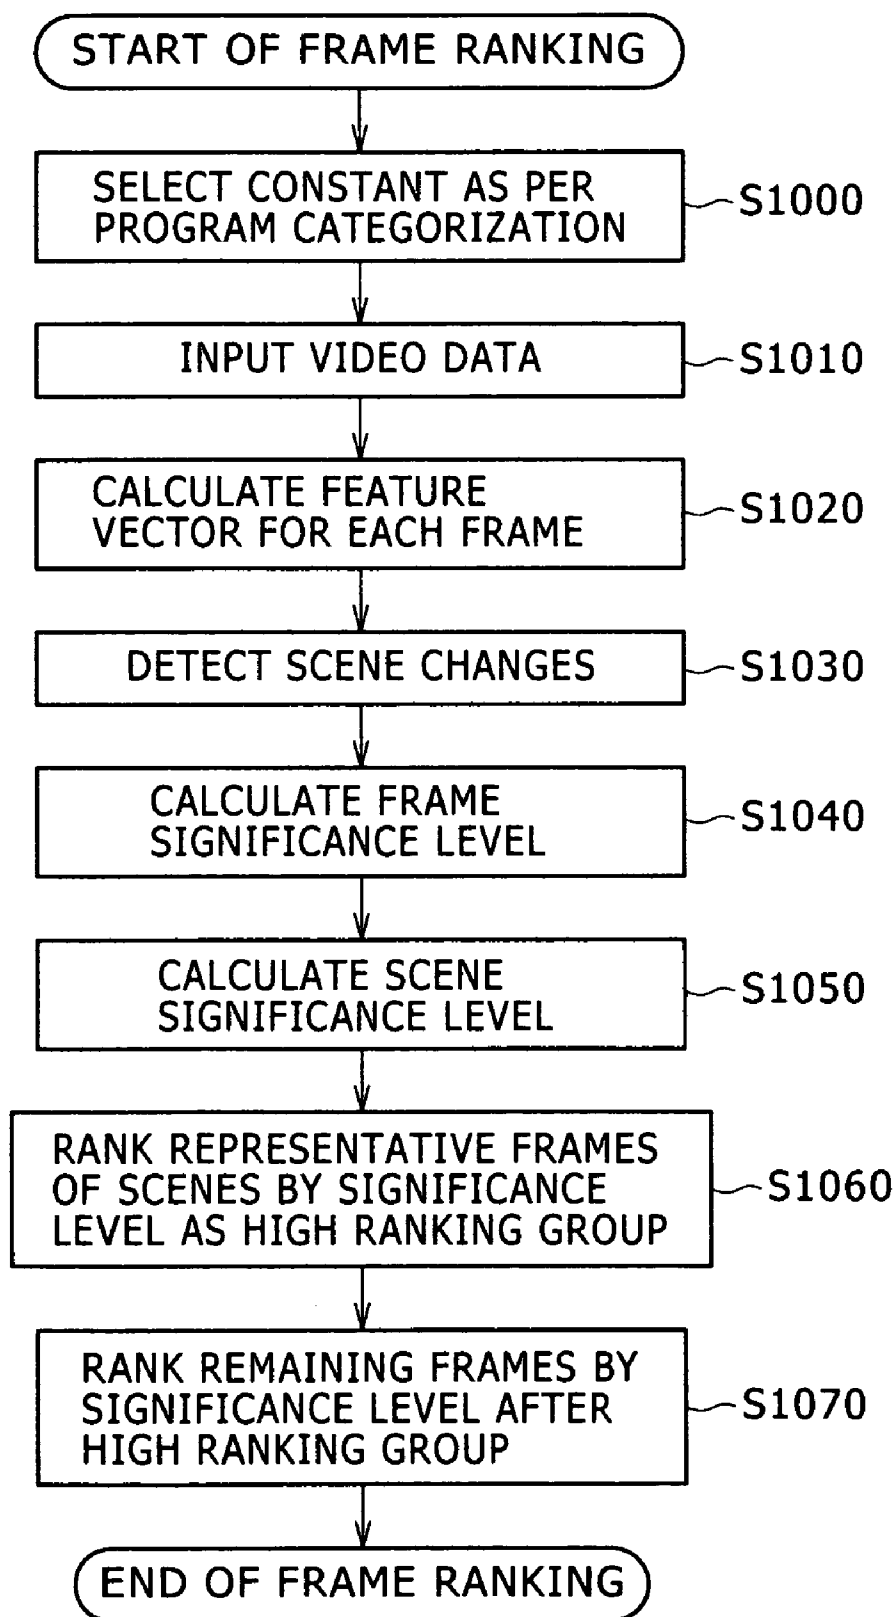 START OF FRAME RANKING
SELECT CONSTANT AS PER
PROGRAM CATEGORIZATION
S1000
INPUT VIDEO DATA
S1010
CALCULATE FEATURE
VECTOR FOR EACH FRAME
S1020
DETECT SCENE CHANGES
S1030
CALCULATE FRAME
SIGNIFICANCE LEVEL
S1040
CALCULATE SCENE
SIGNIFICANCE LEVEL
S1050
RANK REPRESENTATIVE FRAMES
OF SCENES BY SIGNIFICANCE
LEVEL AS HIGH RANKING GROUP
S1060
RANK REMAINING FRAMES BY
SIGNIFICANCE LEVEL AFTER
HIGH RANKING GROUP
S1070
END OF FRAME RANKING